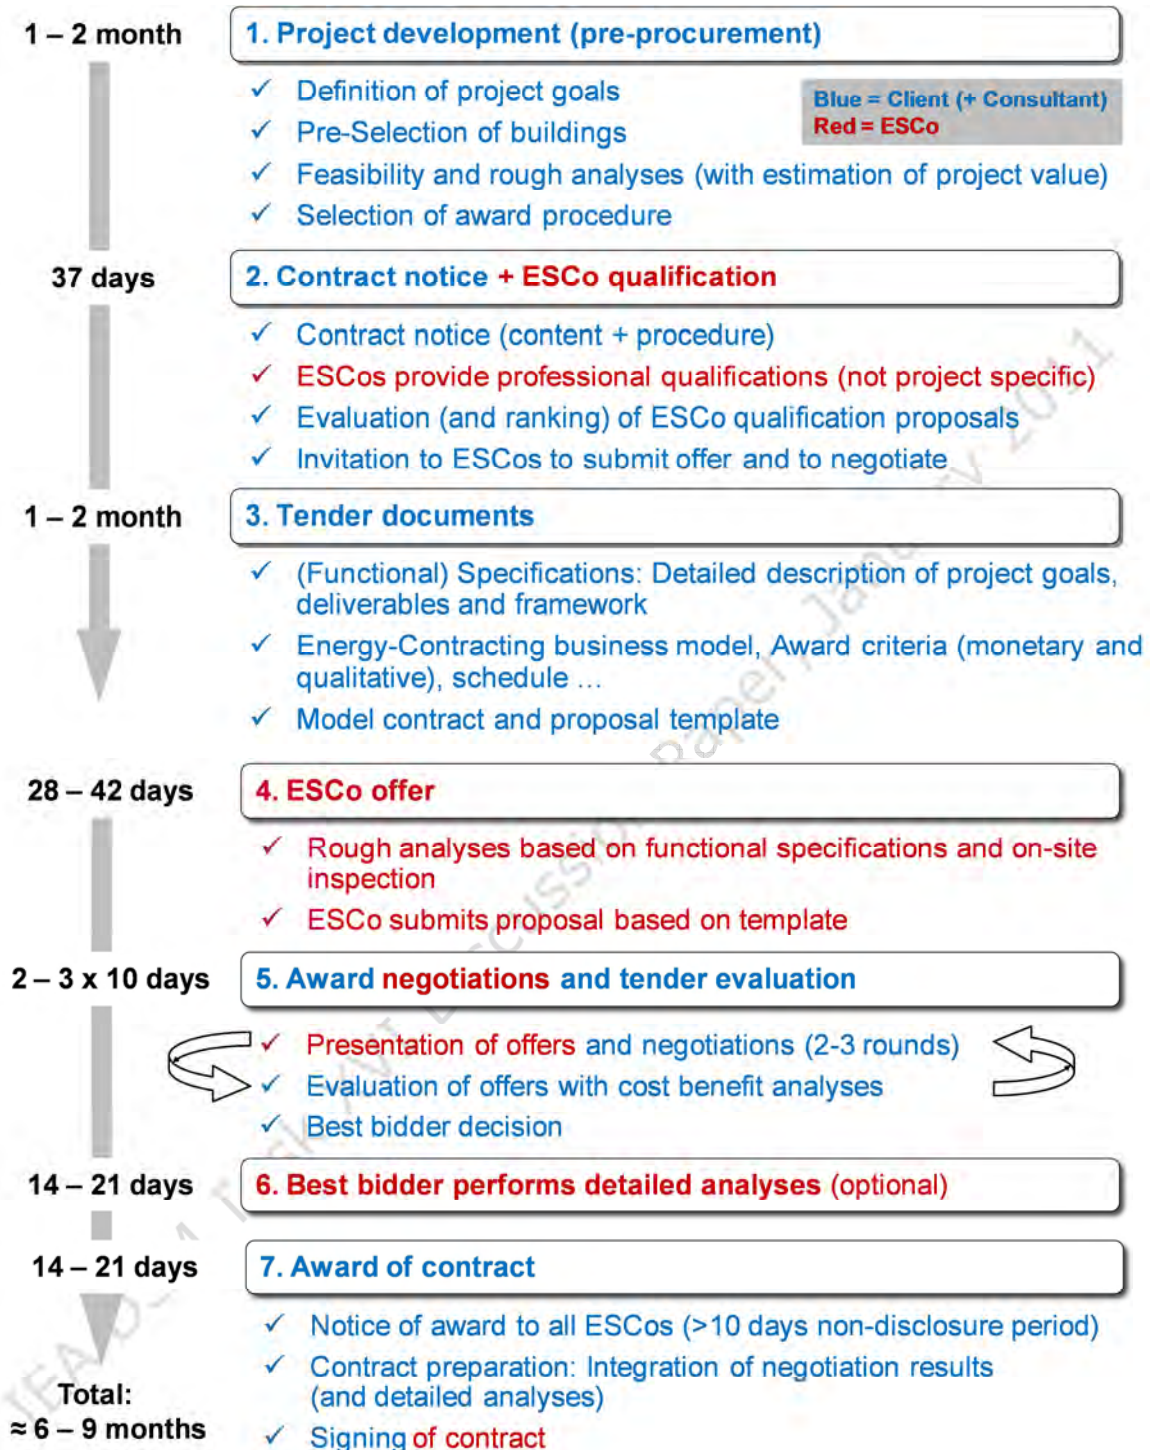 1 – 2 month
1. Project development (pre-procurement)
✓ Definition of project goals
Blue = Client (+ Consultant)
Red = ESCo
✓ Pre-Selection of buildings
✓ Feasibility and rough analyses (with estimation of project value)
✓ Selection of award procedure
37 days
2. Contract notice + ESCo qualification
✓ Contract notice (content + procedure)
✓ ESCos provide professional qualifications (not project specific)
✓ Evaluation (and ranking) of ESCo qualification proposals
✓ Invitation to ESCos to submit offer and to negotiate
1 – 2 month
3. Tender documents
✓ (Functional) Specifications: Detailed description of project goals,
deliverables and framework
✓ Energy-Contracting business model, Award criteria (monetary and
qualitative), schedule ...
✓ Model contract and proposal template
28 – 42 days
4. ESCo offer
✓ Rough analyses based on functional specifications and on-site
inspection
✓ ESCo submits proposal based on template
2 – 3 x 10 days
5. Award negotiations and tender evaluation
✓ Presentation of offers and negotiations (2-3 rounds)
✓ Evaluation of offers with cost benefit analyses
✓ Best bidder decision
14 – 21 days
6. Best bidder performs detailed analyses (optional)
14 – 21 days
7. Award of contract
✓ Notice of award to all ESCos (>10 days non-disclosure period)
✓ Contract preparation: Integration of negotiation results
(and detailed analyses)
Total:
≈ 6 – 9 months
✓ Signing of contract
Discussion Paper, January 2011